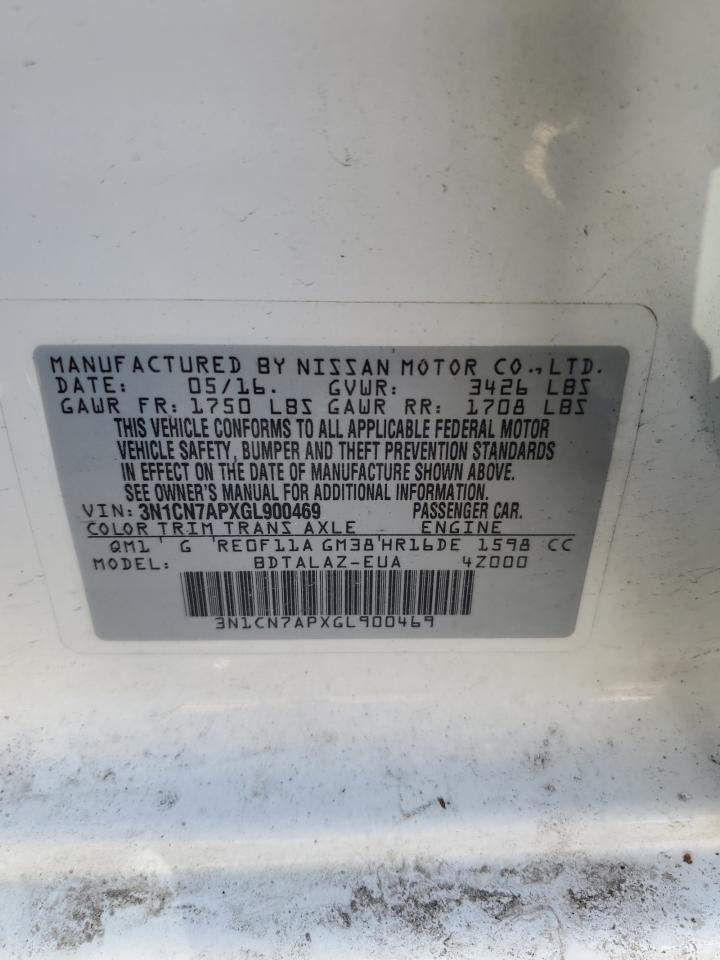 MANUFACTURED BY NISSAN MOTOR CO., LTD.
DATE: 05/16. GVWR: 3426 LBS
GAWR FR: 1750 LBS GAWR RR: 1708 LBS
THIS VEHICLE CONFORMS TO ALL APPLICABLE FEDERAL MOTOR
VEHICLE SAFETY, BUMPER AND THEFT PREVENTION STANDARDS
IN EFFECT ON THE DATE OF MANUFACTURE SHOWN ABOVE.
SEE OWNER'S MANUAL FOR ADDITIONAL INFORMATION.
VIN: 3N1CN7APXGL900469 PASSENGER CAR.
COLOR TRIM TRANS AXLE ENGINE
QM1 ' G 'RE0F11A GM38'HR16DE 1598 CC
MODEL: BDTALAZ-EUA 4Z000
3N1CN7APXGL900469